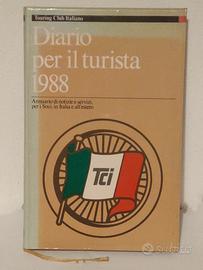 Touring Club Italiano
Diario
per il turista
1988
Annuario di notizie e servizi,
per i Soci, in Italia e all'estero
Tci
subito